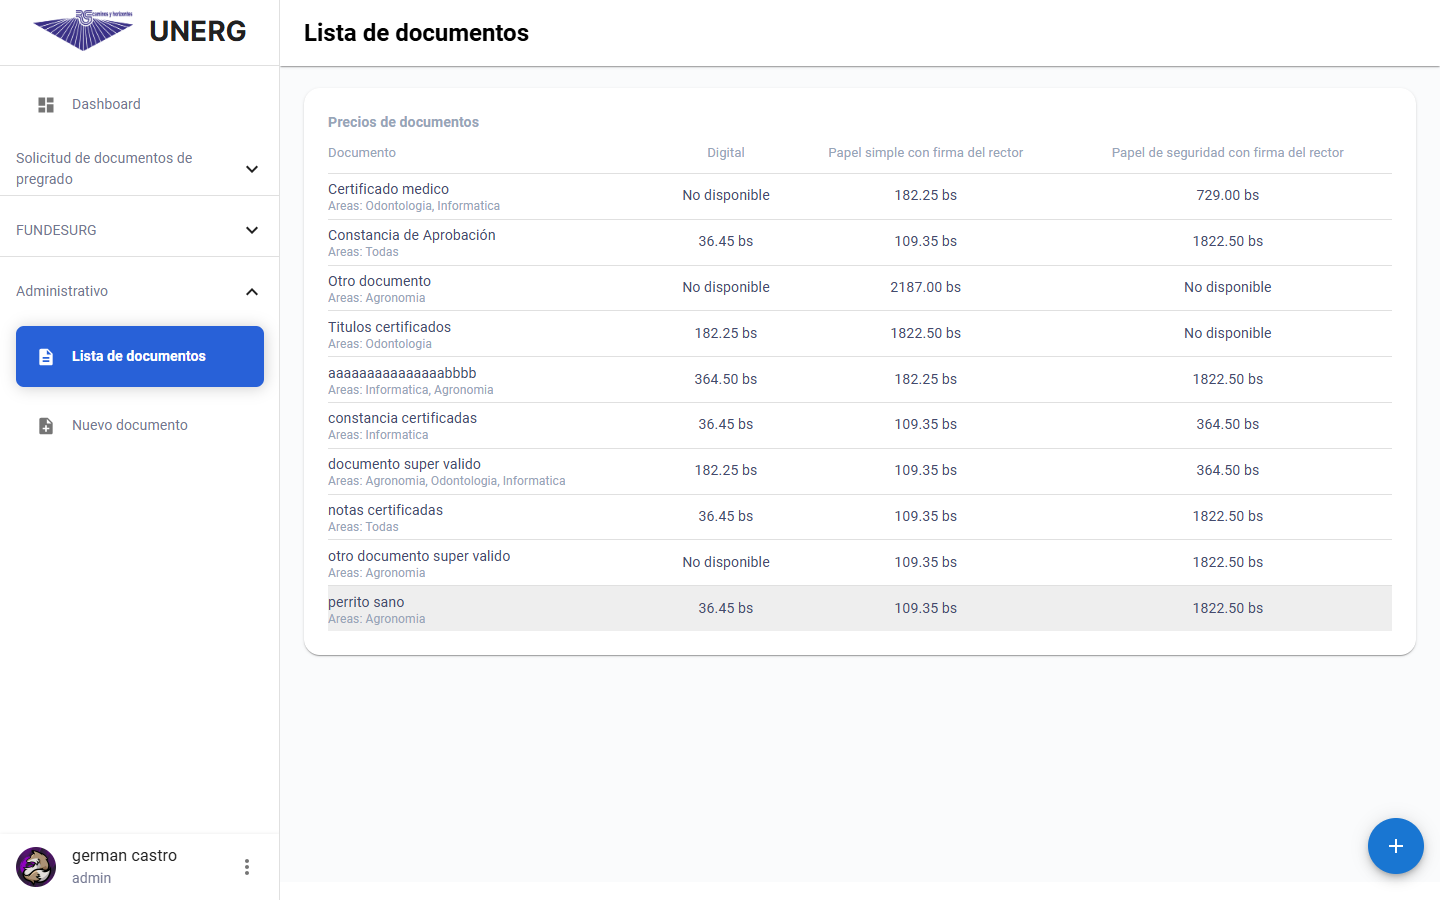 UNERG
Lista de documentos
Dashboard
Solicitud de documentos de
pregrado
FUNDESURG
Administrativo
Lista de documentos
Nuevo documento
german castro
admin
Precios de documentos
Documento Digital Papel simple con firma del rector Papel de seguridad con firma del rector
Certificado medico No disponible 182.25 bs 729.00 bs
Areas: Odontologia, Informatica
Constancia de Aprobación 36.45 bs 109.35 bs 1822.50 bs
Areas: Todas
Otro documento No disponible 2187.00 bs No disponible
Areas: Agronomia
Titulos certificados 182.25 bs 1822.50 bs No disponible
Areas: Odontologia
aaaaaaaaaaaaaaabbbb 364.50 bs 182.25 bs 1822.50 bs
Areas: Informatica, Agronomia
constancia certificadas 36.45 bs 109.35 bs 364.50 bs
Areas: Informatica
documento super valido 182.25 bs 109.35 bs 364.50 bs
Areas: Agronomia, Odontologia, Informatica
notas certificadas 36.45 bs 109.35 bs 1822.50 bs
Areas: Todas
otro documento super valido No disponible 109.35 bs 1822.50 bs
Areas: Agronomia
perrito sano 36.45 bs 109.35 bs 1822.50 bs
Areas: Agronomia